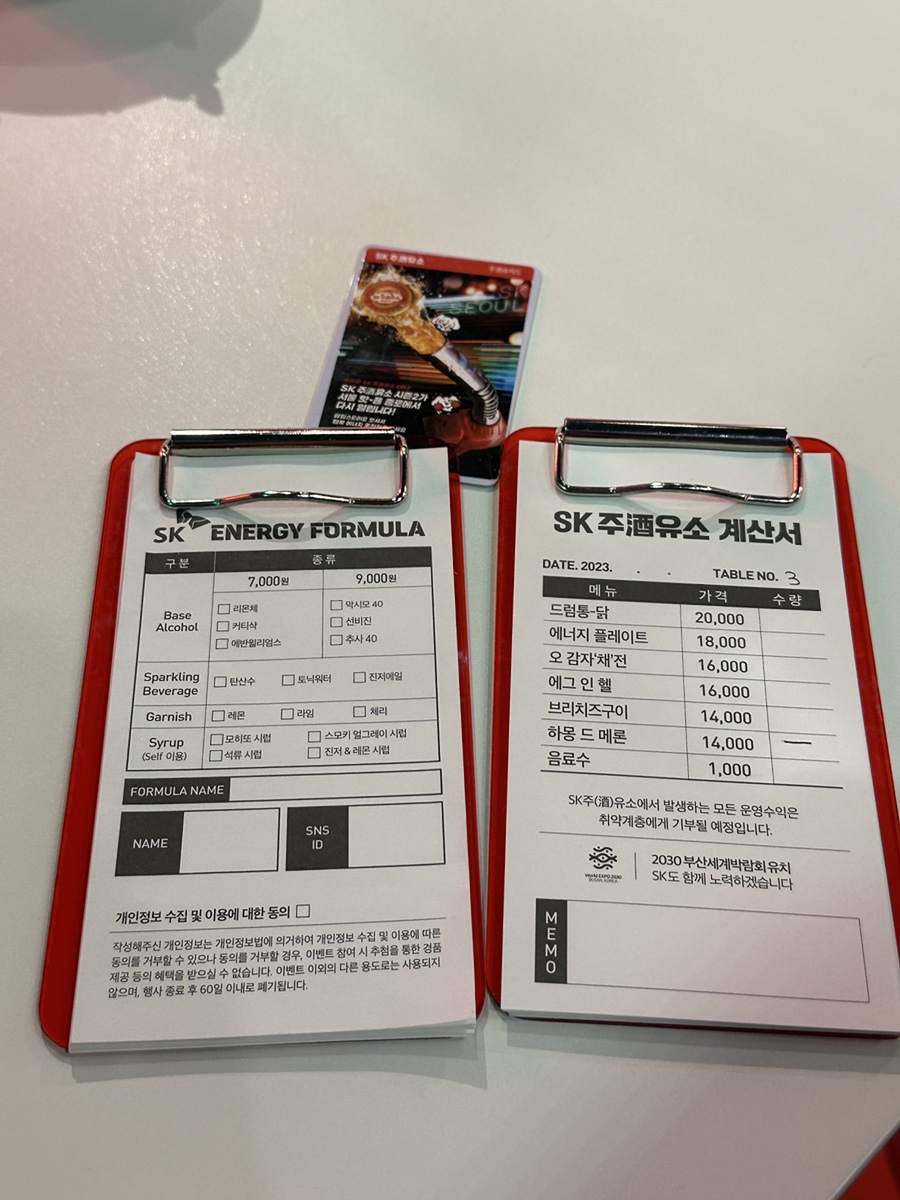 SK 주酒유소
SK
SEOUL
SK 주酒유소 시즌2가
서울 핫-플 종로에서
다시 열립니다!
SK ENERGY FORMULA
구분 종류
7,000원 9,000원
Base
Alcohol
리몬체 막시모 40
커티삭 선비진
에반윌리엄스 추사 40
Sparkling
Beverage
탄산수 토닉워터 진저에일
Garnish 레몬 라임 체리
Syrup
(Self 이용)
모히또 시럽 스모키 얼그레이 시럽
석류 시럽 진저 & 레몬 시럽
FORMULA NAME
NAME
SNS
ID
개인정보 수집 및 이용에 대한 동의
작성해주신 개인정보는 개인정보법에 의거하여 개인정보 수집 및 이용에 따른
동의를 거부할 수 있으나 동의를 거부할 경우, 이벤트 참여 시 추첨을 통한 경품
제공 등의 혜택을 받으실 수 없습니다. 이벤트 이외의 다른 용도로는 사용되지
않으며, 행사 종료 후 60일 이내로 폐기됩니다.
SK 주酒유소 계산서
DATE. 2023. . . TABLE NO. 3
메뉴 가격 수량
드럼통-닭 20,000
에너지 플레이트 18,000
오 감자'채'전 16,000
에그 인 헬 16,000
브리치즈구이 14,000
하몽 드 메론 14,000 —
음료수 1,000
SK주(酒)유소에서 발생하는 모든 운영수익은
취약계층에게 기부될 예정입니다.
World EXPO 2030
BUSAN, KOREA
2030 부산세계박람회유치
SK도 함께 노력하겠습니다
MEMO